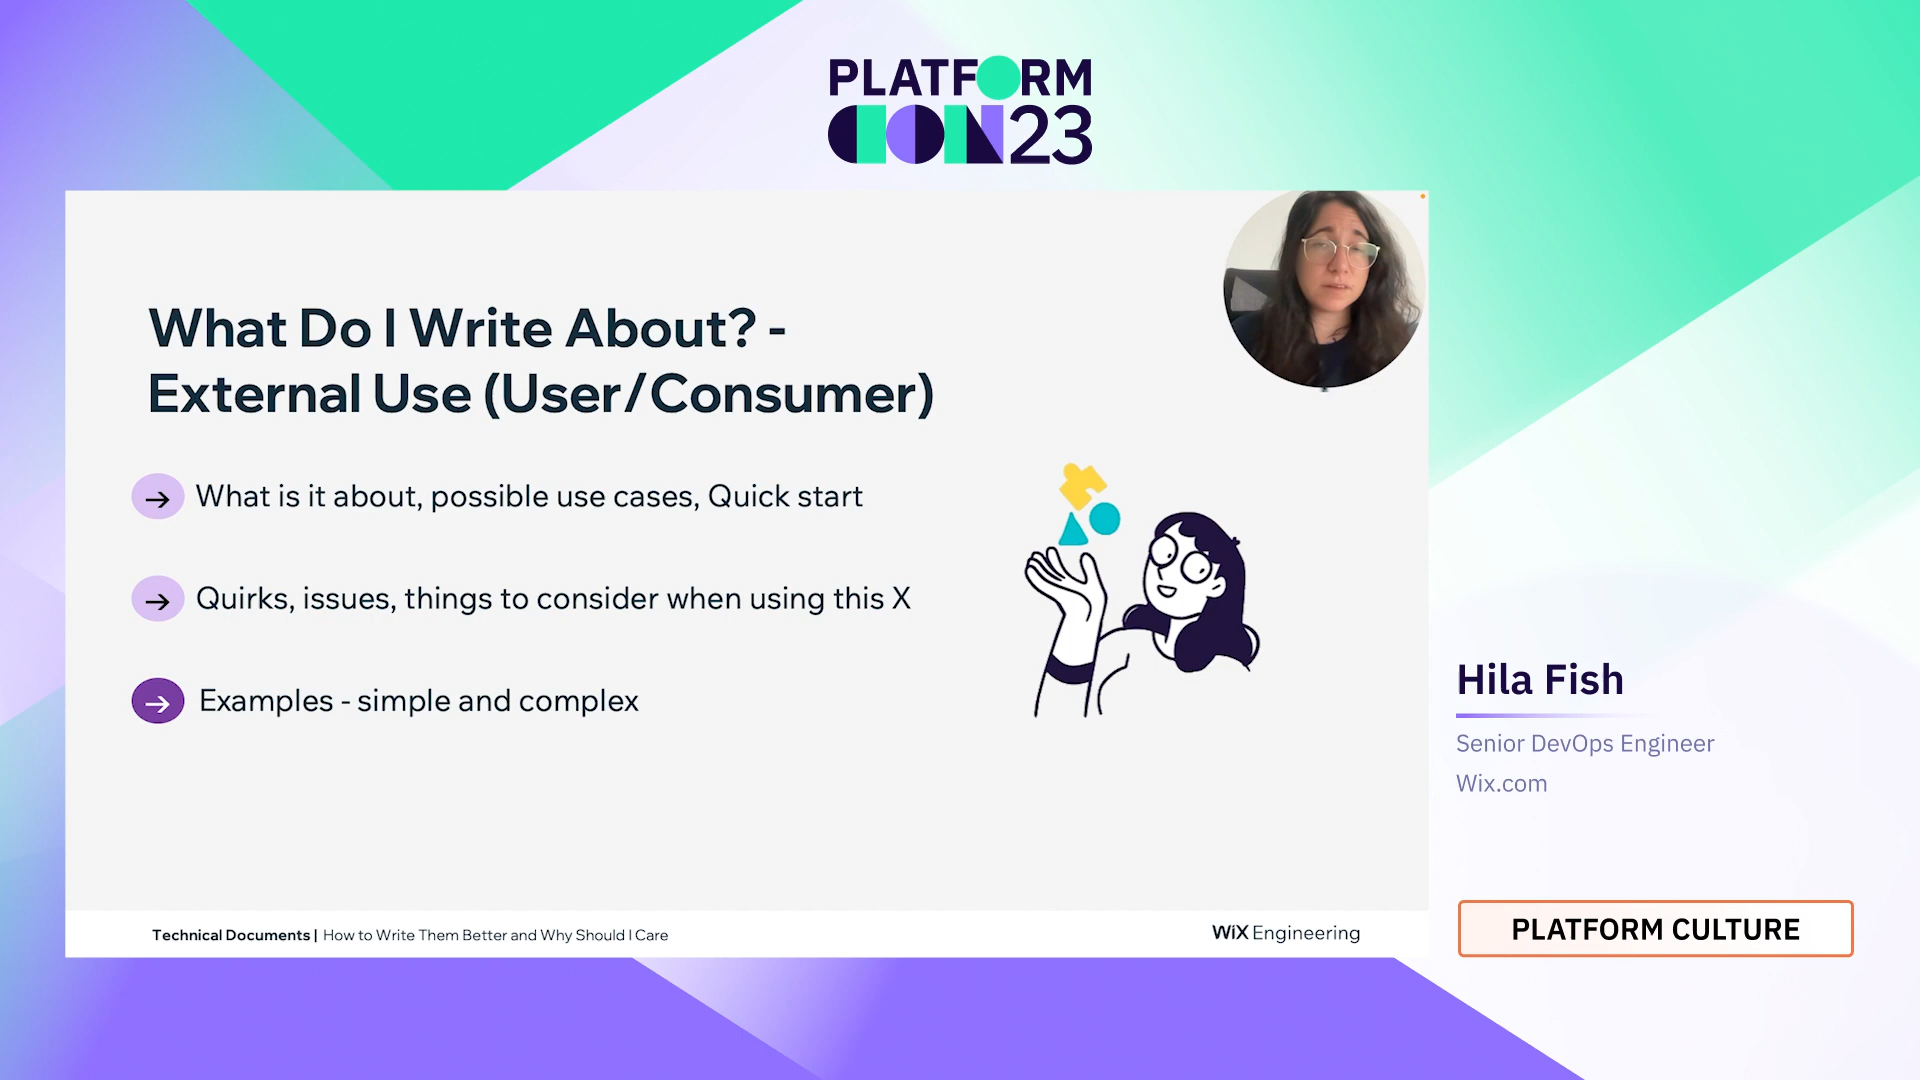 PLATFORM
CON23
What Do I Write About? -
External Use (User/Consumer)
What is it about, possible use cases, Quick start
Quirks, issues, things to consider when using this X
Examples - simple and complex
Hila Fish
Senior DevOps Engineer
Wix.com
PLATFORM CULTURE
Technical Documents | How to Write Them Better and Why Should I Care
WiX Engineering